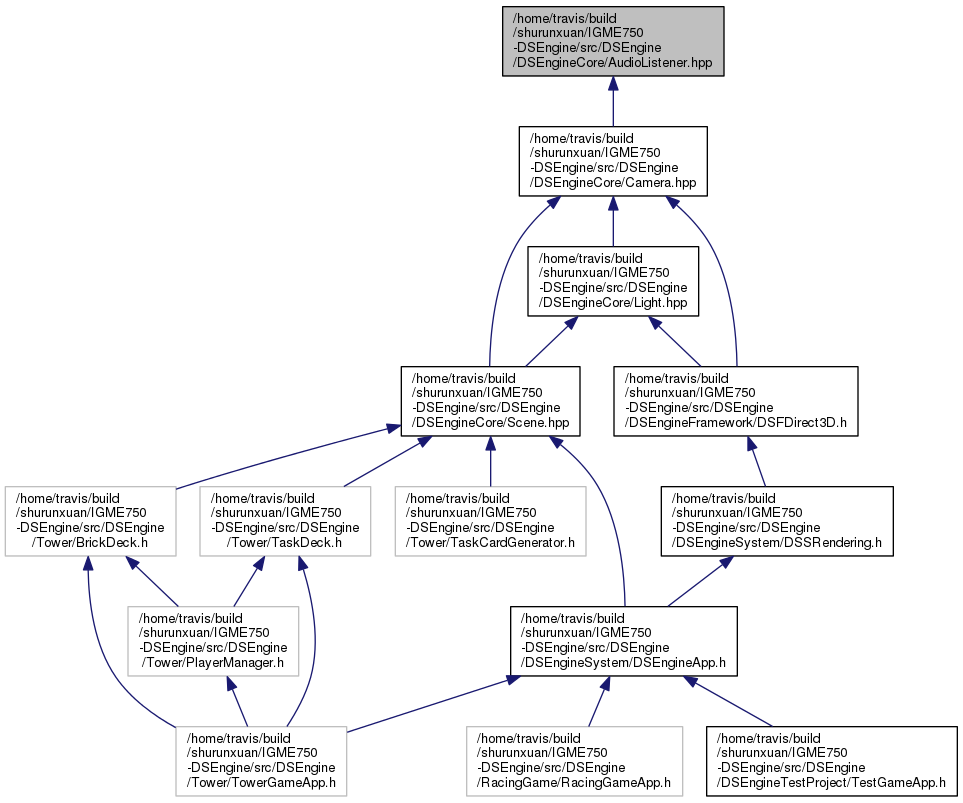 /home/travis/build
/shurunxuan/IGME750
-DSEngine/src/DSEngine
/DSEngineCore/AudioListener.hpp
/home/travis/build
/shurunxuan/IGME750
-DSEngine/src/DSEngine
/DSEngineCore/Camera.hpp
/home/travis/build
/shurunxuan/IGME750
-DSEngine/src/DSEngine
/DSEngineCore/Light.hpp
/home/travis/build
/shurunxuan/IGME750
-DSEngine/src/DSEngine
/DSEngineCore/Scene.hpp
/home/travis/build
/shurunxuan/IGME750
-DSEngine/src/DSEngine
/DSEngineFramework/DSFDirect3D.h
/home/travis/build
/shurunxuan/IGME750
-DSEngine/src/DSEngine
/Tower/BrickDeck.h
/home/travis/build
/shurunxuan/IGME750
-DSEngine/src/DSEngine
/Tower/TaskDeck.h
/home/travis/build
/shurunxuan/IGME750
-DSEngine/src/DSEngine
/Tower/TaskCardGenerator.h
/home/travis/build
/shurunxuan/IGME750
-DSEngine/src/DSEngine
/DSEngineSystem/DSSRendering.h
/home/travis/build
/shurunxuan/IGME750
-DSEngine/src/DSEngine
/Tower/PlayerManager.h
/home/travis/build
/shurunxuan/IGME750
-DSEngine/src/DSEngine
/DSEngineSystem/DSEngineApp.h
/home/travis/build
/shurunxuan/IGME750
-DSEngine/src/DSEngine
/Tower/TowerGameApp.h
/home/travis/build
/shurunxuan/IGME750
-DSEngine/src/DSEngine
/RacingGame/RacingGameApp.h
/home/travis/build
/shurunxuan/IGME750
-DSEngine/src/DSEngine
/DSEngineTestProject/TestGameApp.h